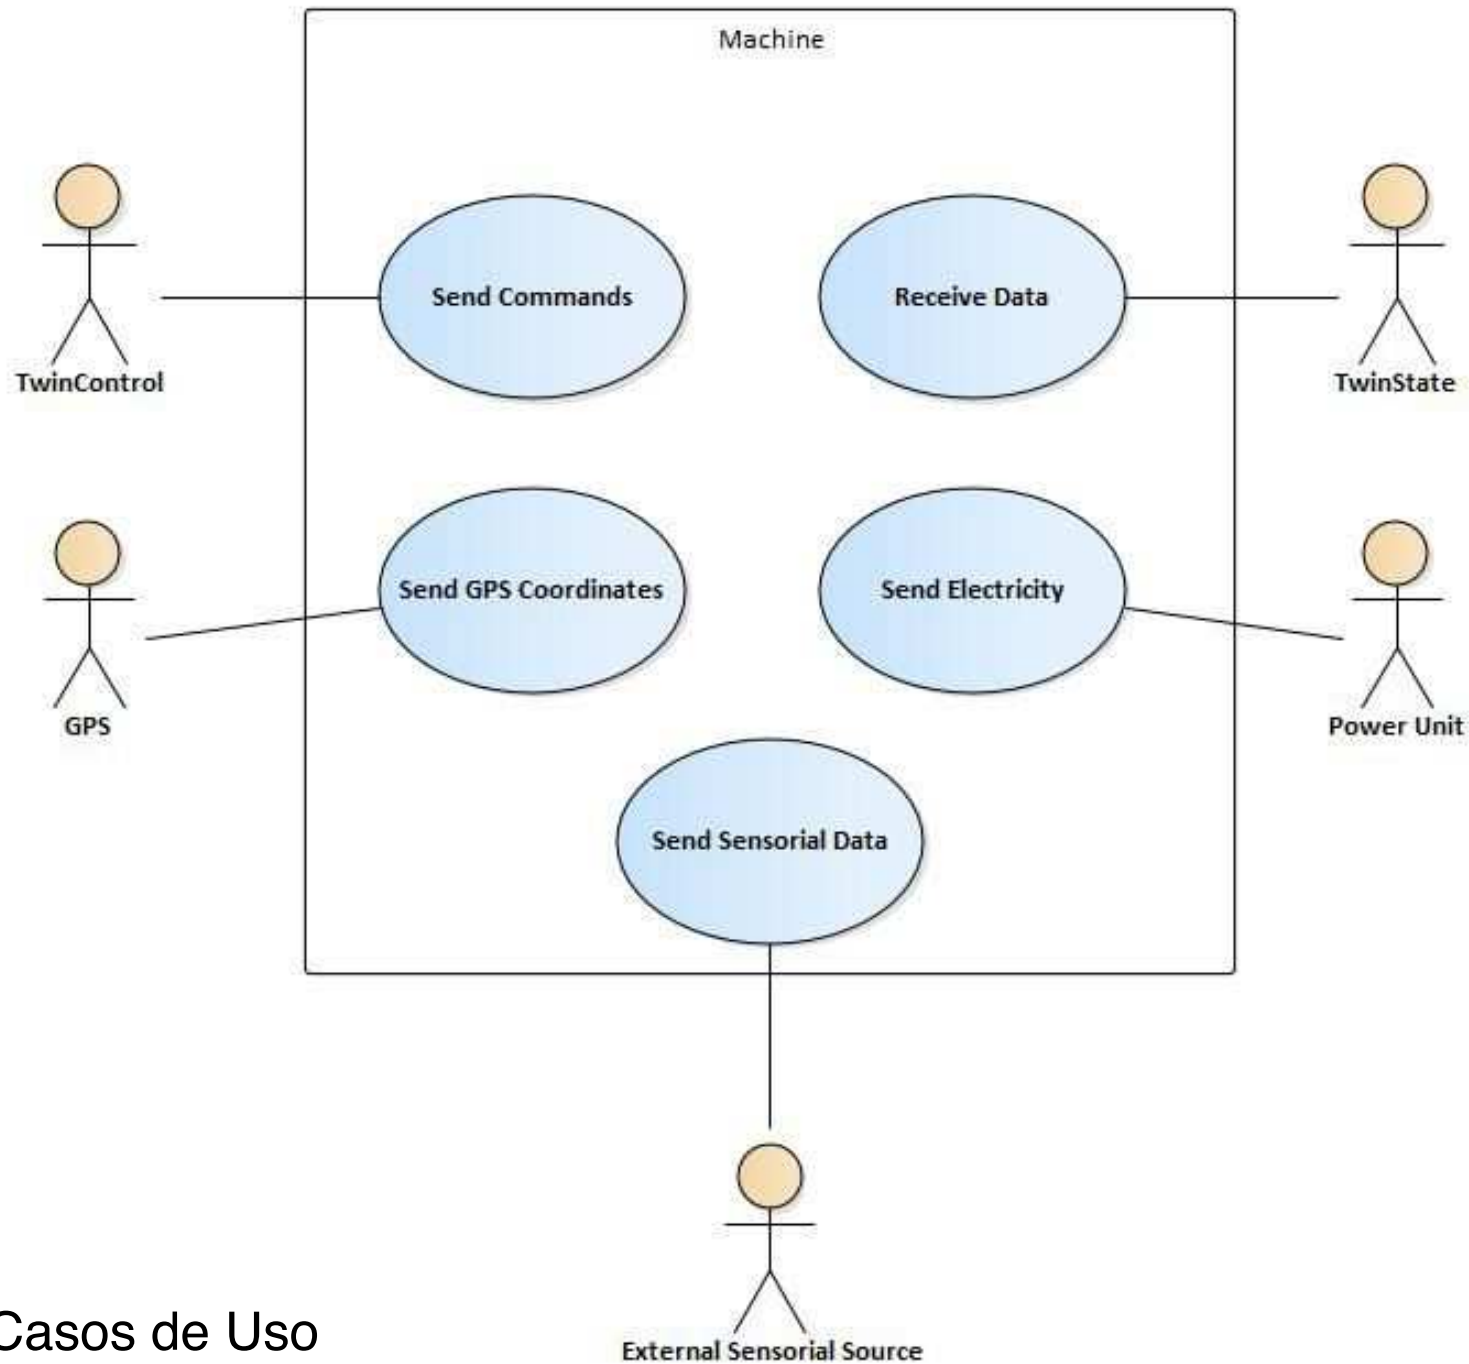 Machine
Send Commands
Receive Data
TwinControl
TwinState
Send GPS Coordinates
Send Electricity
GPS
Power Unit
Send Sensorial Data
Casos de Uso
External Sensorial Source